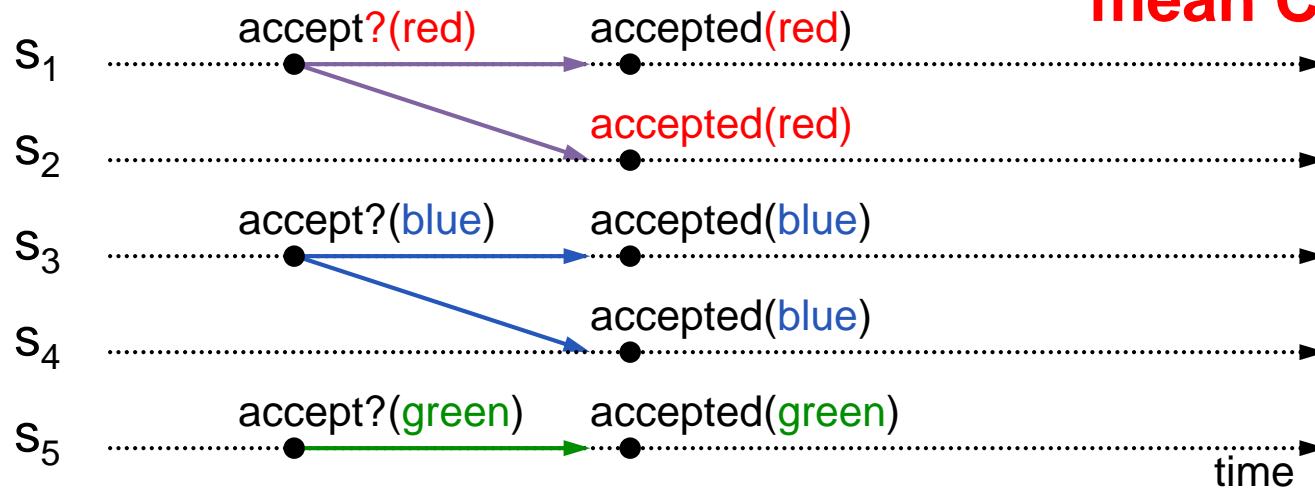 mean C
accept?(red) accepted(red)
S1
accepted(red)
S2
accept?(blue) accepted(blue)
S3
accepted(blue)
S4
accept?(green) accepted(green)
S5
time